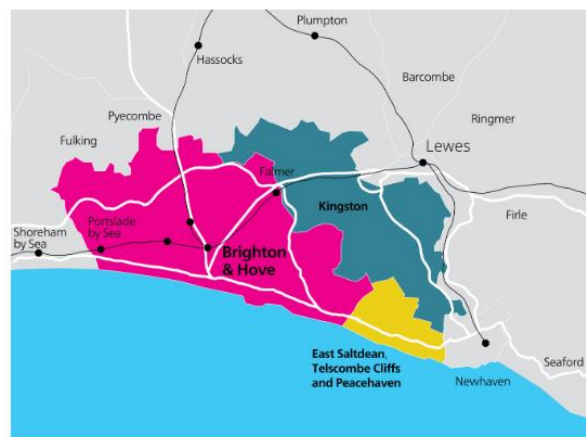 Plumpton
Hassocks
Barcombe
Pyecombe
Ringmer
Fulking
Lewes
Falmer
Kingston
Firle
Portslade
by Sea
Shoreham
by Sea
Brighton
& Hove
East Saltdean,
Telscombe Cliffs
and Peacehaven
Seaford
Newhaven